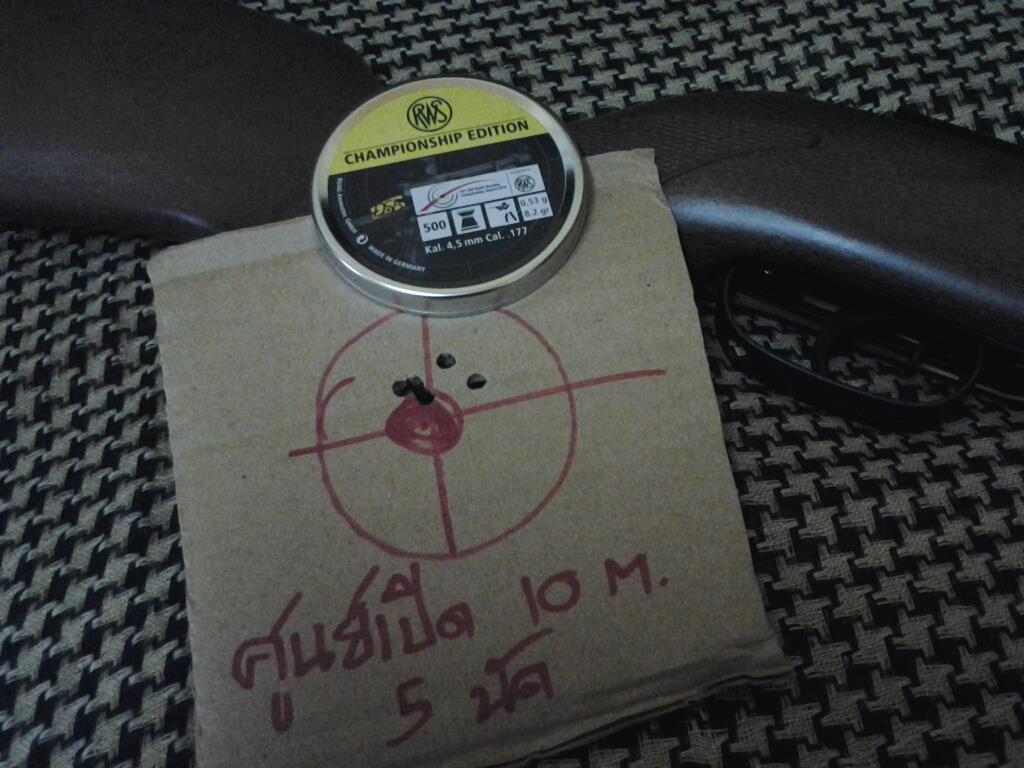 RWS
CHAMPIONSHIP EDITION
RWS
500
0,53 g
8.2 gr
Kal. 4,5 mm Cal. .177
MADE IN GERMANY
ศูนย์เปิด 10 M.
5 นัด